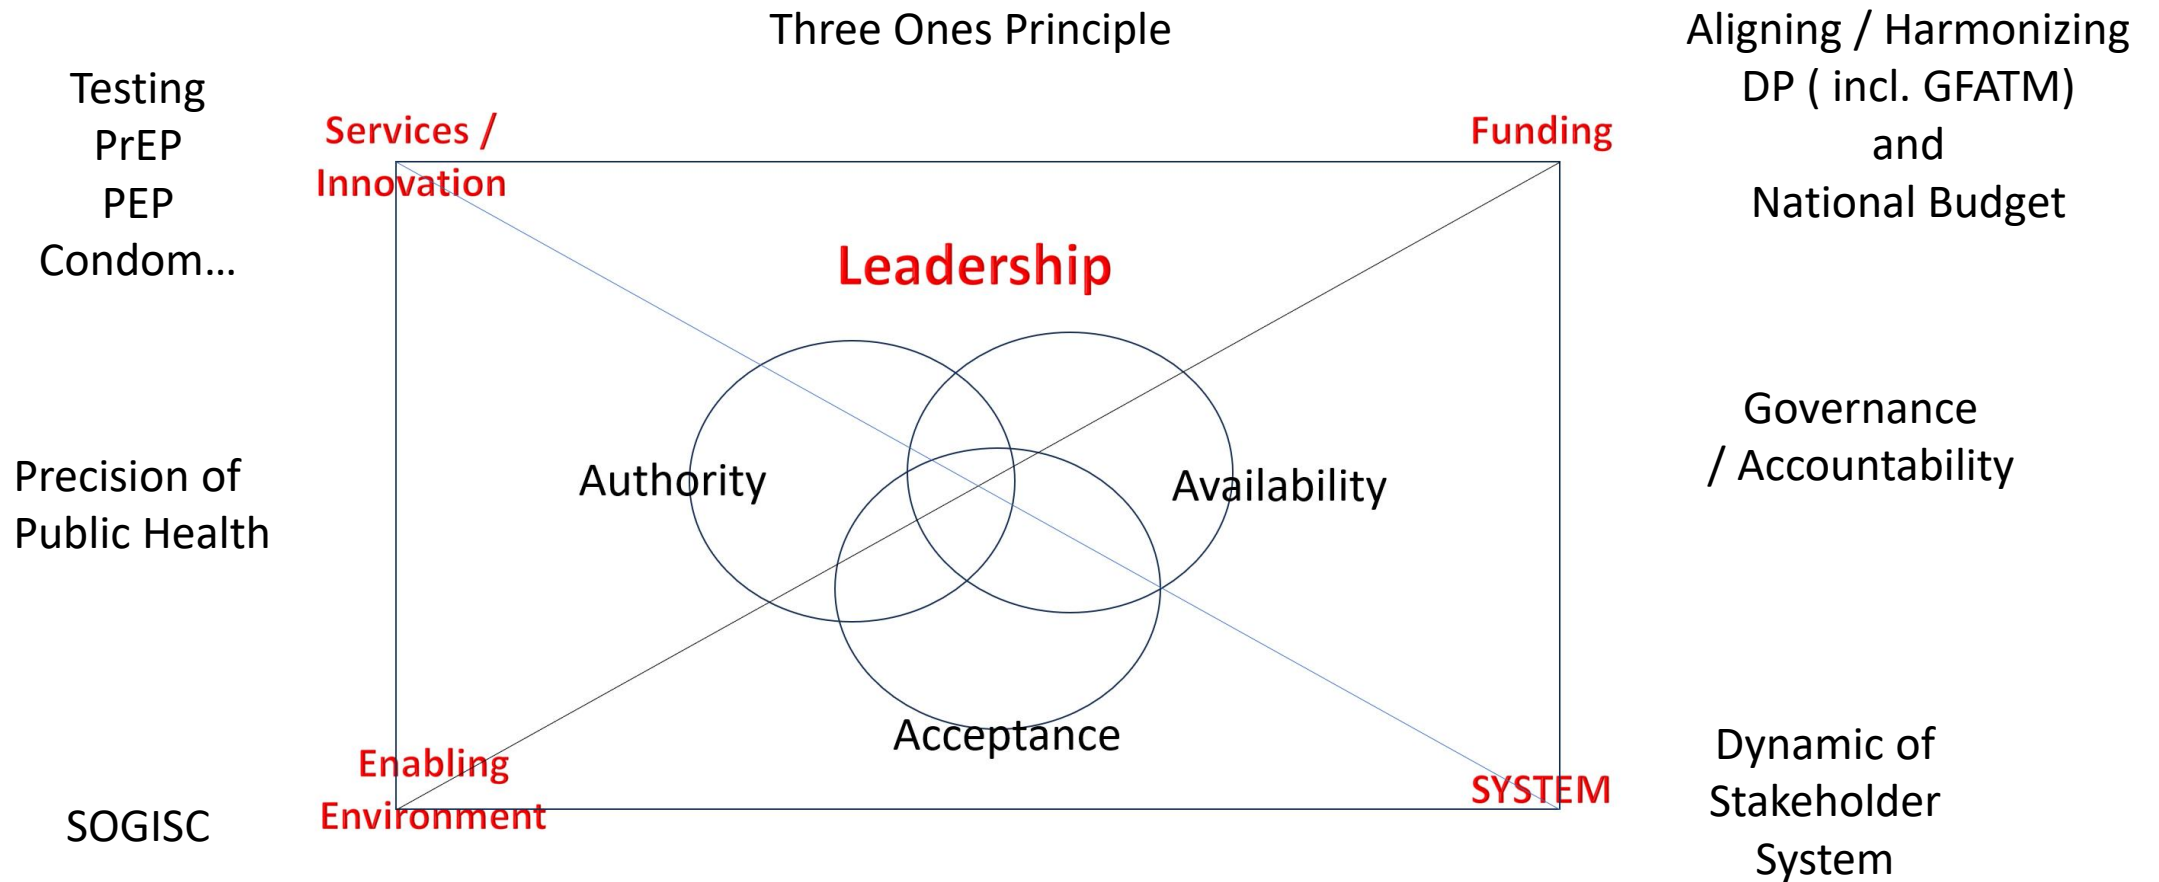 Three Ones Principle
Testing
PrEP
PEP
Condom...
Services /
Innovation
Funding
Aligning / Harmonizing
DP ( incl. GFATM)
and
National Budget
Leadership
Precision of
Public Health
Authority
Availability
Governance
/ Accountability
Acceptance
Enabling
Environment
SOGISC
SYSTEM
Dynamic of
Stakeholder
System